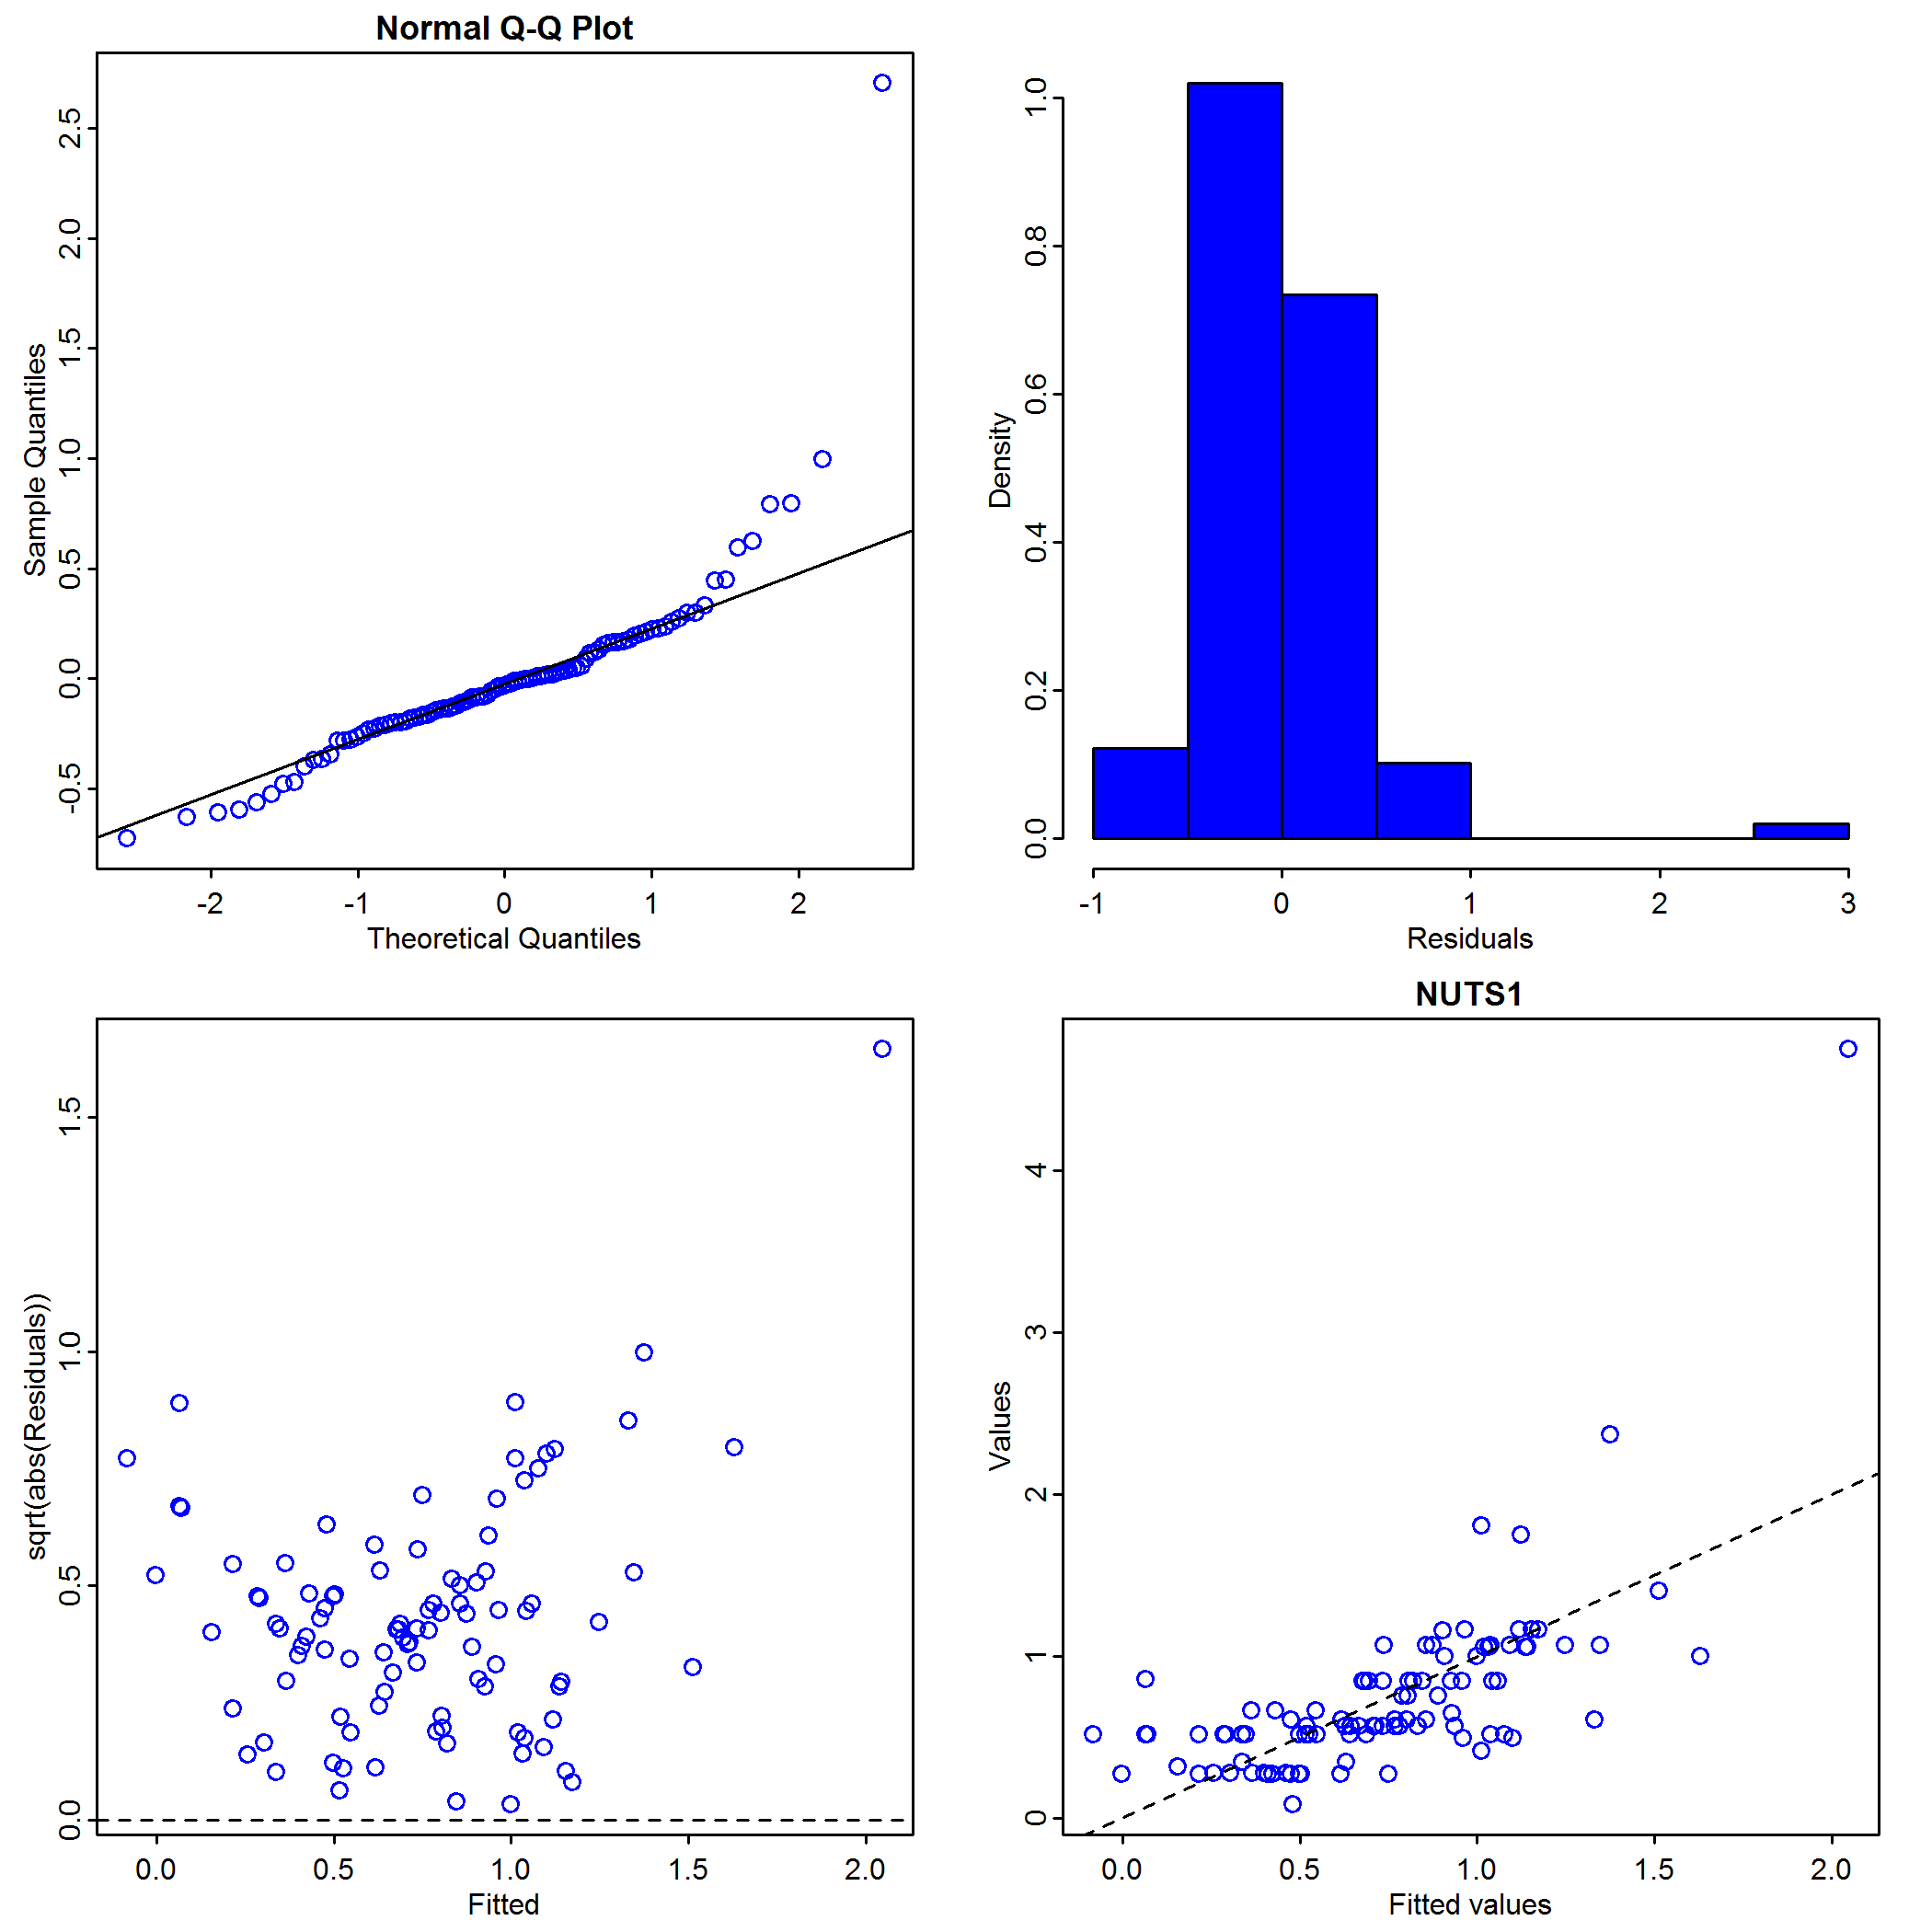 Normal Q-Q Plot
Sample Quantiles
-0.5 0.0 0.5 1.0 1.5 2.0 2.5
-2 -1 0 1 2
Theoretical Quantiles
Density
0.0 0.2 0.4 0.6 0.8 1.0
-1 0 1 2 3
Residuals
sqrt(abs(Residuals))
0.0 0.5 1.0 1.5
0.0 0.5 1.0 1.5 2.0
Fitted
NUTS1
Values
0 1 2 3 4
0.0 0.5 1.0 1.5 2.0
Fitted values